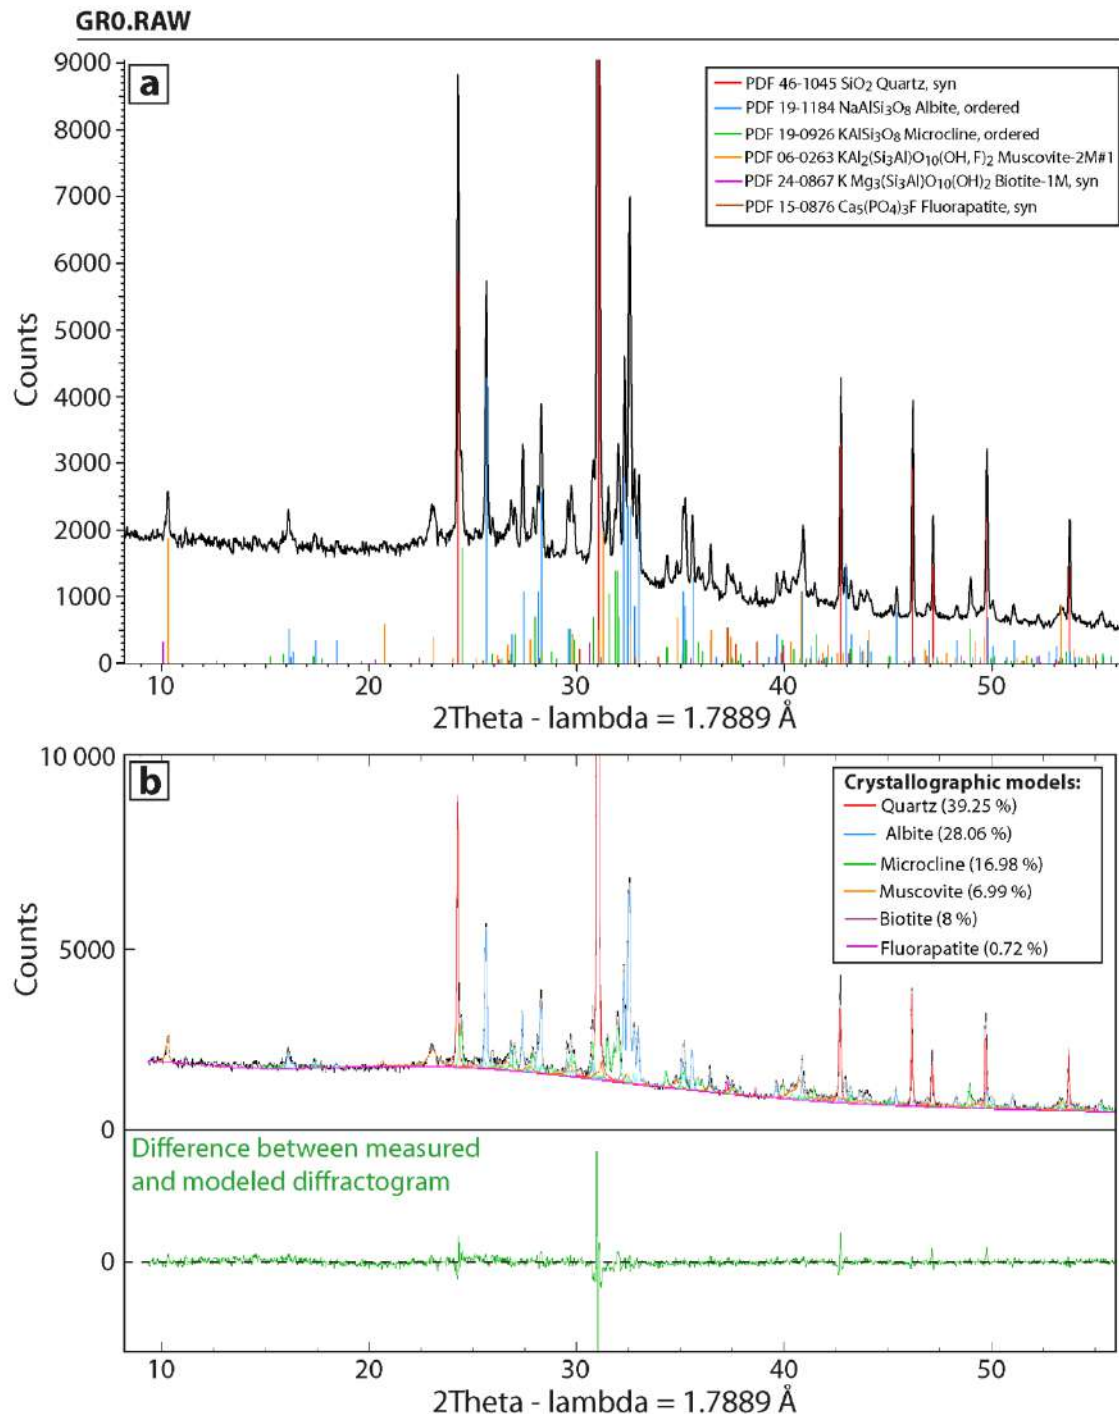 GR0.RAW
a
9000
8000
7000
6000
5000
4000
3000
2000
1000
0
Counts
PDF 46-1045 SiO₂ Quartz, syn
PDF 19-1184 NaAlSi₃O₈ Albite, ordered
PDF 19-0926 KAlSi₃O₈ Microcline, ordered
PDF 06-0263 KAl₂(Si₃Al)O₁₀(OH, F)₂ Muscovite-2M#1
PDF 24-0867 K Mg₃(Si₃Al)O₁₀(OH)₂ Biotite-1M, syn
PDF 15-0876 Ca₅(PO₄)₃F Fluorapatite, syn
10 20 30 40 50
2Theta - lambda = 1.7889 Å
b
10 000
5000
0
Counts
Crystallographic models:
Quartz (39.25 %)
Albite (28.06 %)
Microcline (16.98 %)
Muscovite (6.99 %)
Biotite (8 %)
Fluorapatite (0.72 %)
Difference between measured
and modeled diffractogram
0
10 20 30 40 50
2Theta - lambda = 1.7889 Å